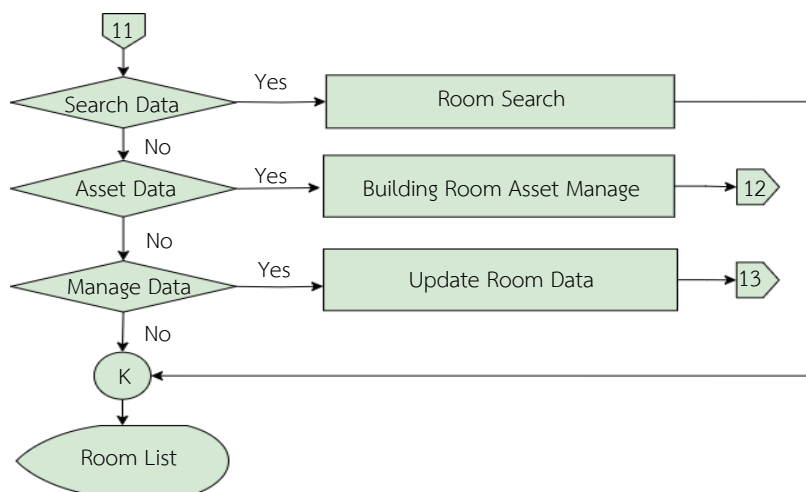 11
Yes
Search Data
Room Search
No
Yes
Asset Data
Building Room Asset Manage
12
No
Yes
Manage Data
Update Room Data
13
No
K
Room List